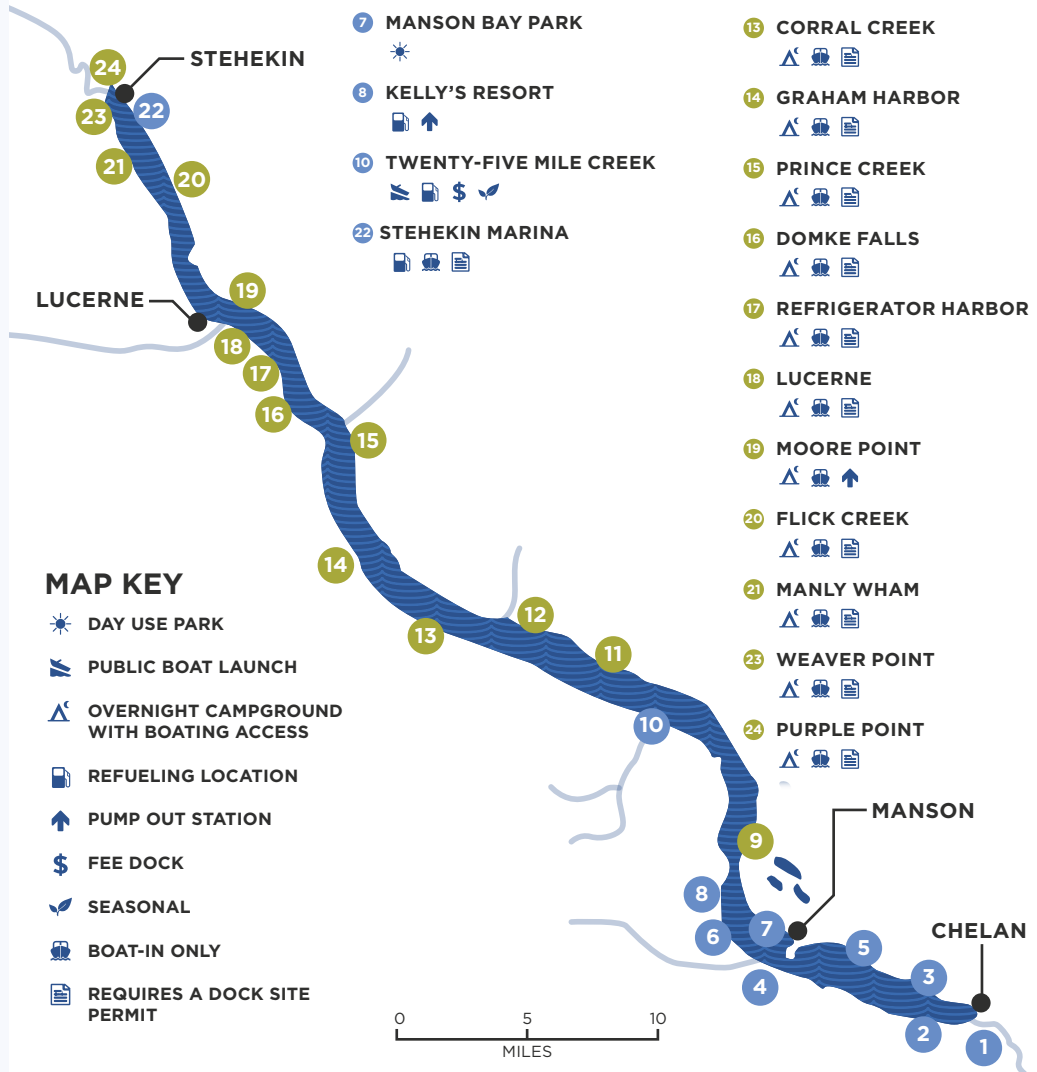 24
STEHEKIN
23
22
21
20
LUCERNE
19
18
17
16
15
14
13
12
11
10
9
MANSON
8
7
6
5
4
CHELAN
3
2
1
7 MANSON BAY PARK
8 KELLY'S RESORT
10 TWENTY-FIVE MILE CREEK
$
22 STEHEKIN MARINA
13 CORRAL CREEK
14 GRAHAM HARBOR
15 PRINCE CREEK
16 DOMKE FALLS
17 REFRIGERATOR HARBOR
18 LUCERNE
19 MOORE POINT
20 FLICK CREEK
21 MANLY WHAM
23 WEAVER POINT
24 PURPLE POINT
MAP KEY
DAY USE PARK
PUBLIC BOAT LAUNCH
OVERNIGHT CAMPGROUND
WITH BOATING ACCESS
REFUELING LOCATION
PUMP OUT STATION
$ FEE DOCK
SEASONAL
BOAT-IN ONLY
REQUIRES A DOCK SITE
PERMIT
0 5 10
MILES